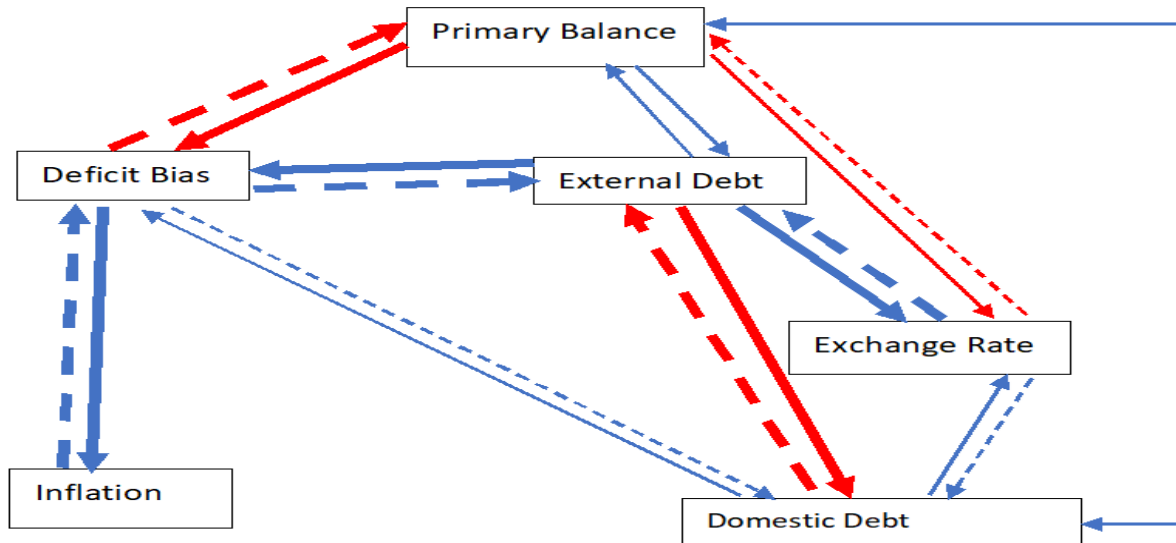 Primary Balance
Deficit Bias
External Debt
Exchange Rate
Inflation
Domestic Debt